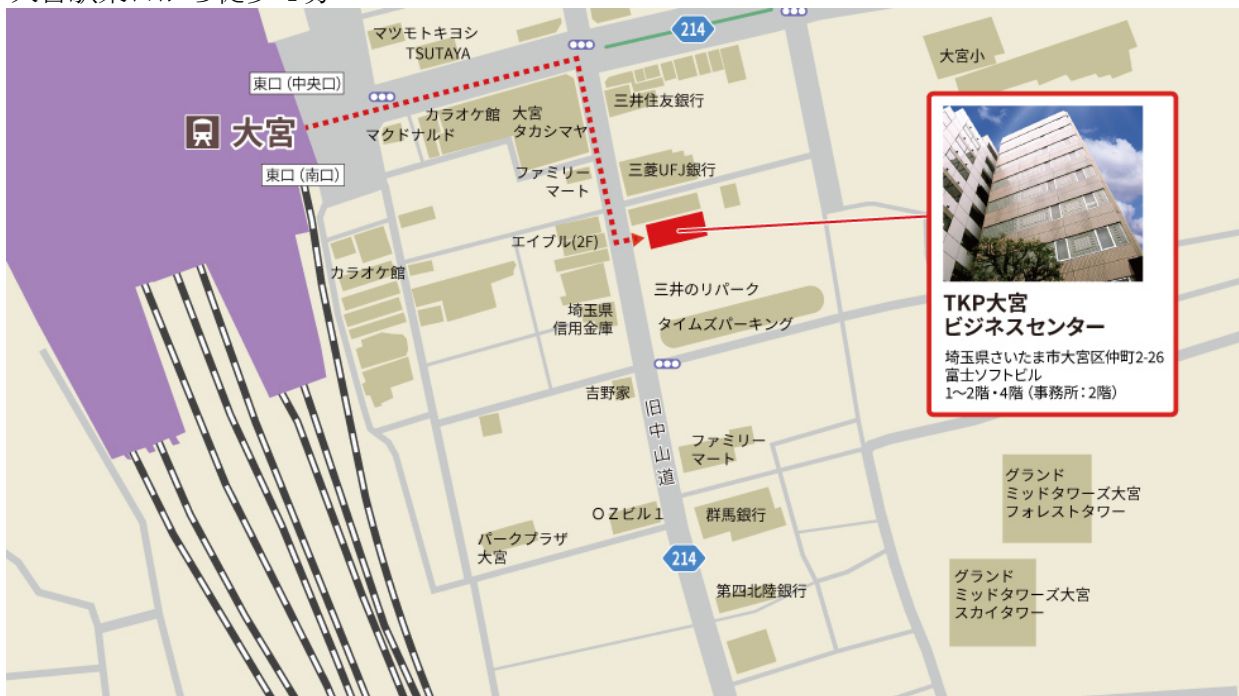 マツモトキヨシ
TSUTAYA
214
大宮小
東口（中央口）
カラオケ館
大宮
タカシマヤ
三井住友銀行
大宮
マクドナルド
東口（南口）
ファミリー
マート
三菱UFJ銀行
エイブル(2F)
カラオケ館
三井のリパーク
埼玉県
信用金庫
タイムズパーキング
TKP大宮
ビジネスセンター
埼玉県さいたま市大宮区仲町2-26
富士ソフトビル
1〜2階・4階（事務所：2階）
吉野家
旧中山道
ファミリー
マート
グランド
ミッドタワーズ大宮
フォレストタワー
OZビル1
群馬銀行
パークプラザ
大宮
214
第四北陸銀行
グランド
ミッドタワーズ大宮
スカイタワー